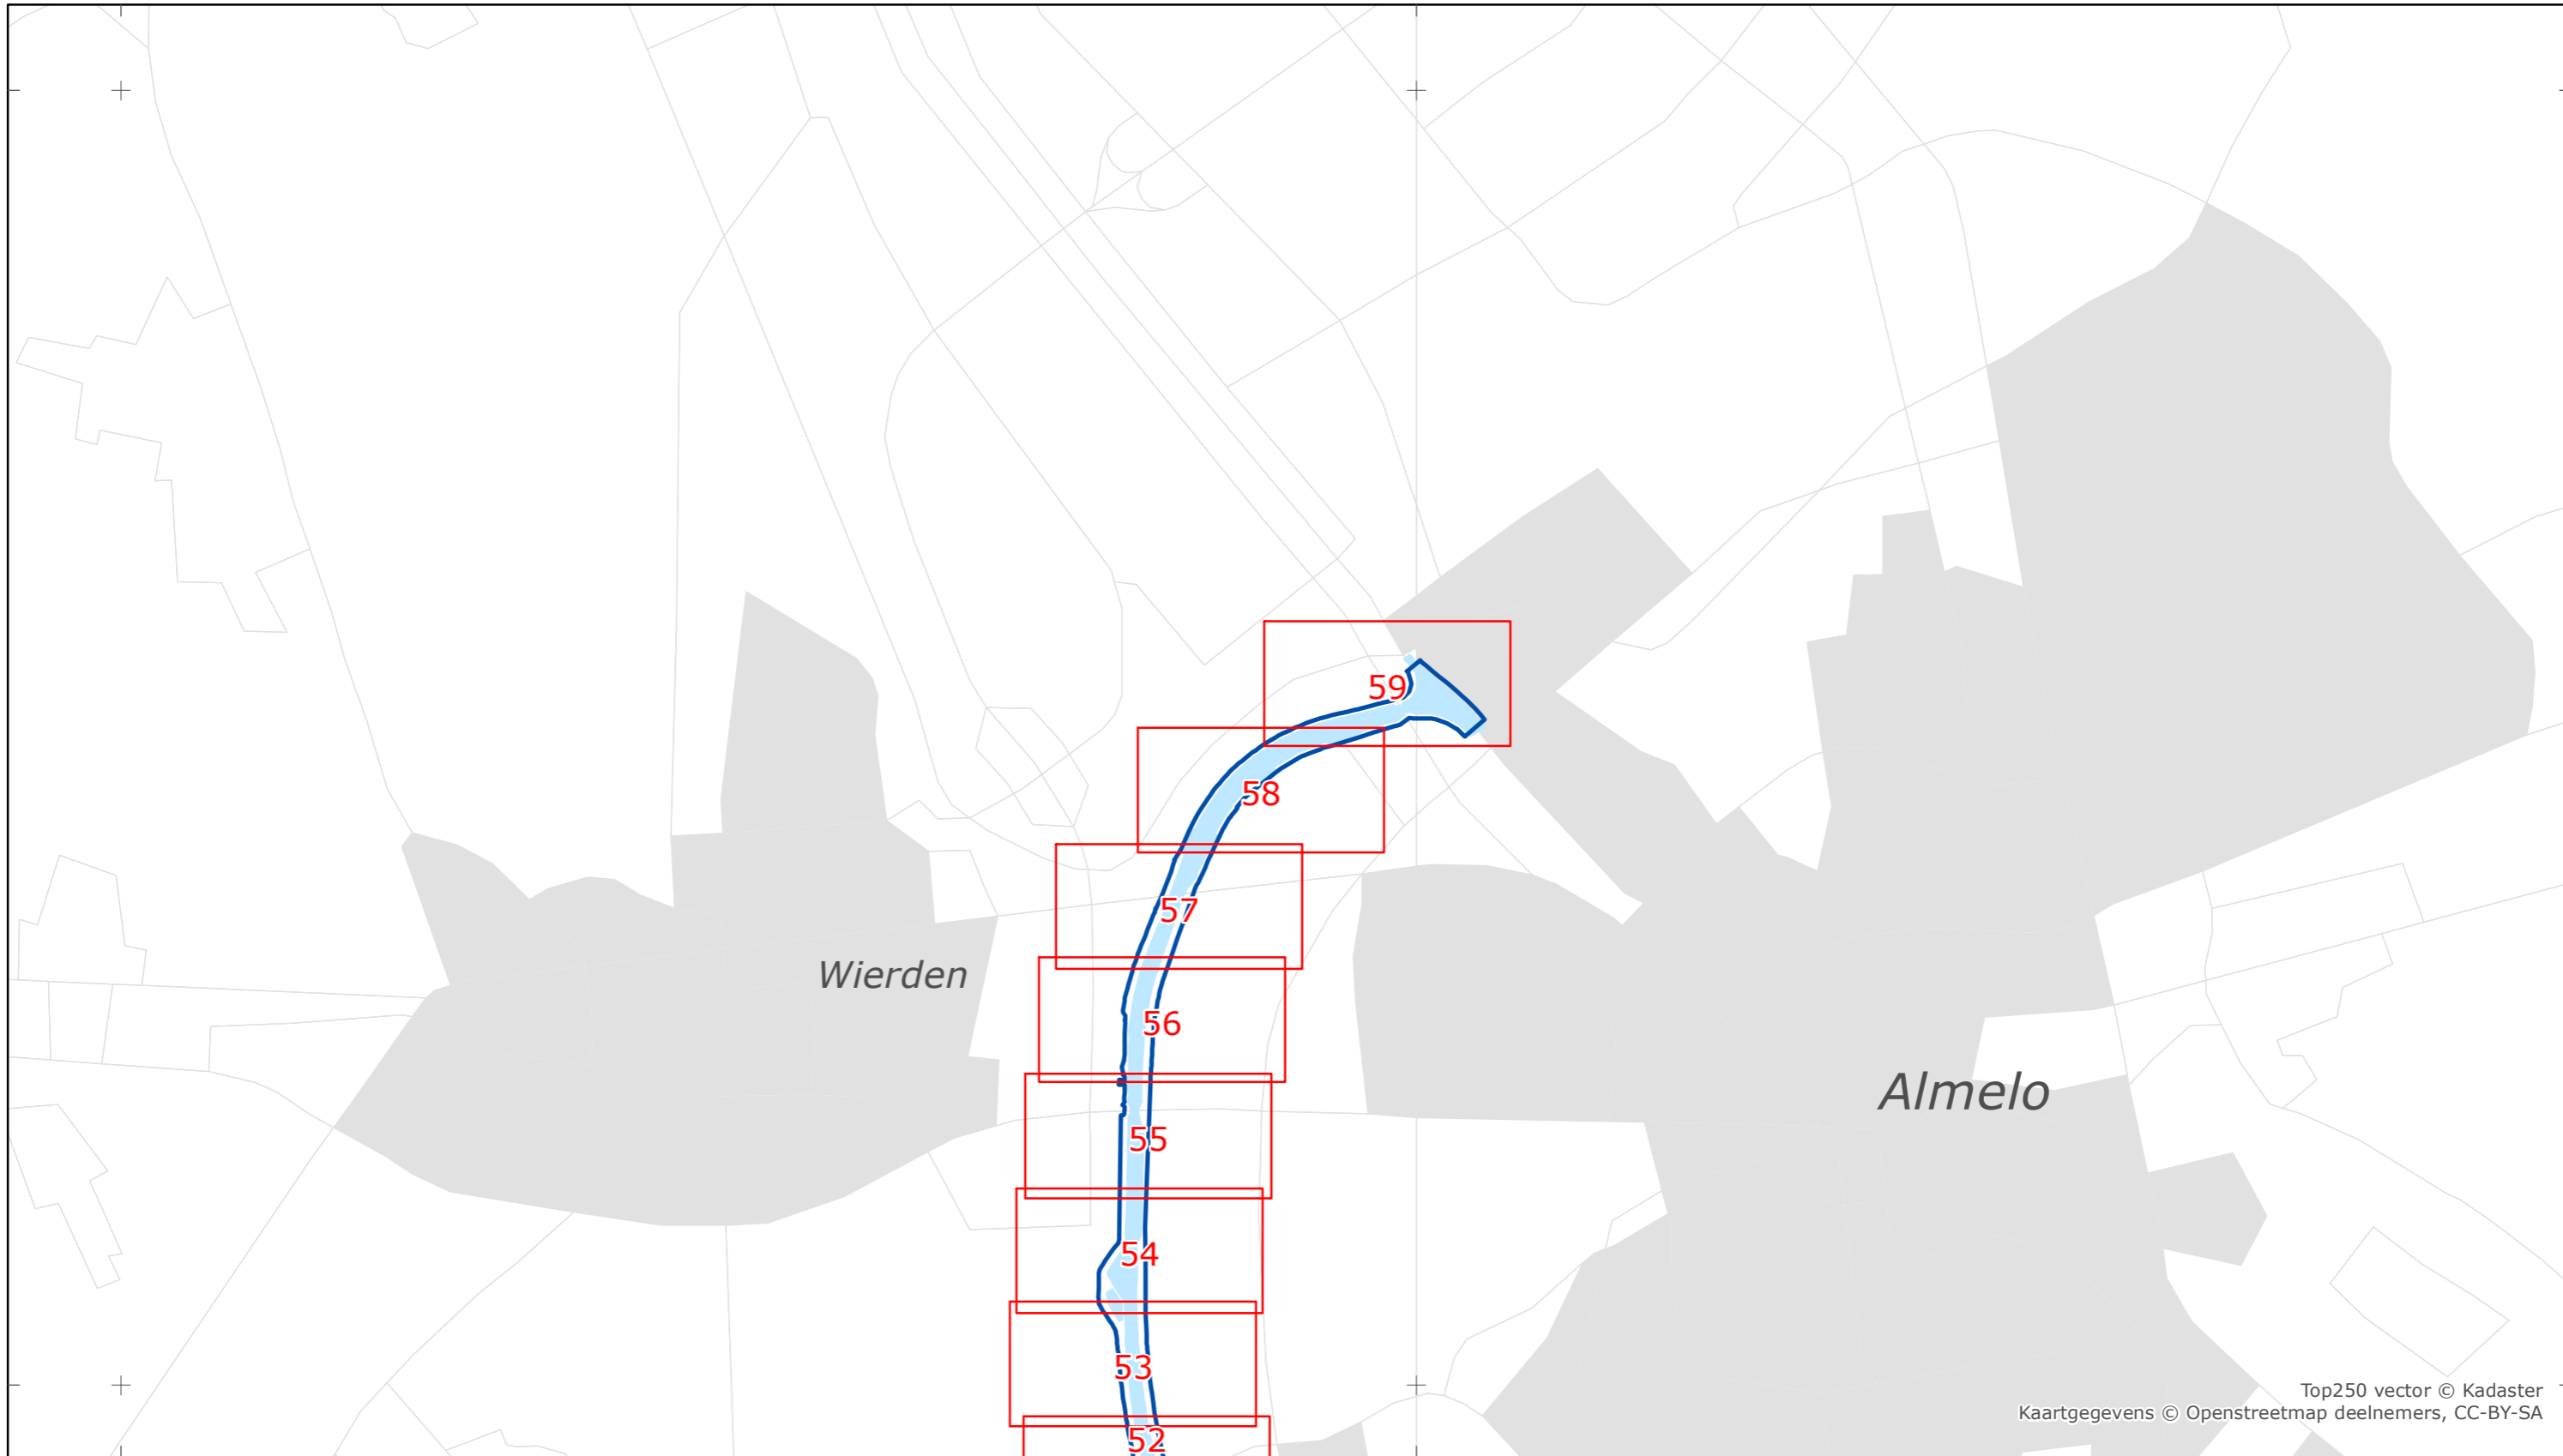 59
58
57
Wierden
56
Almelo
55
54
53
Top250 vector © Kadaster
Kaartgegevens © Openstreetmap deelnemers, CC-BY-SA
52